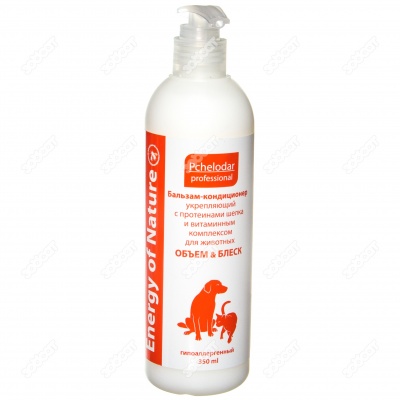 Pchelodar
professional
Бальзам-кондиционер
укрепляющий
с протеинами шелка
и витаминным
комплексом
для животных
ОБЪЕМ & БЛЕСК
гипоаллергенный
350 ml
Energy of Nature